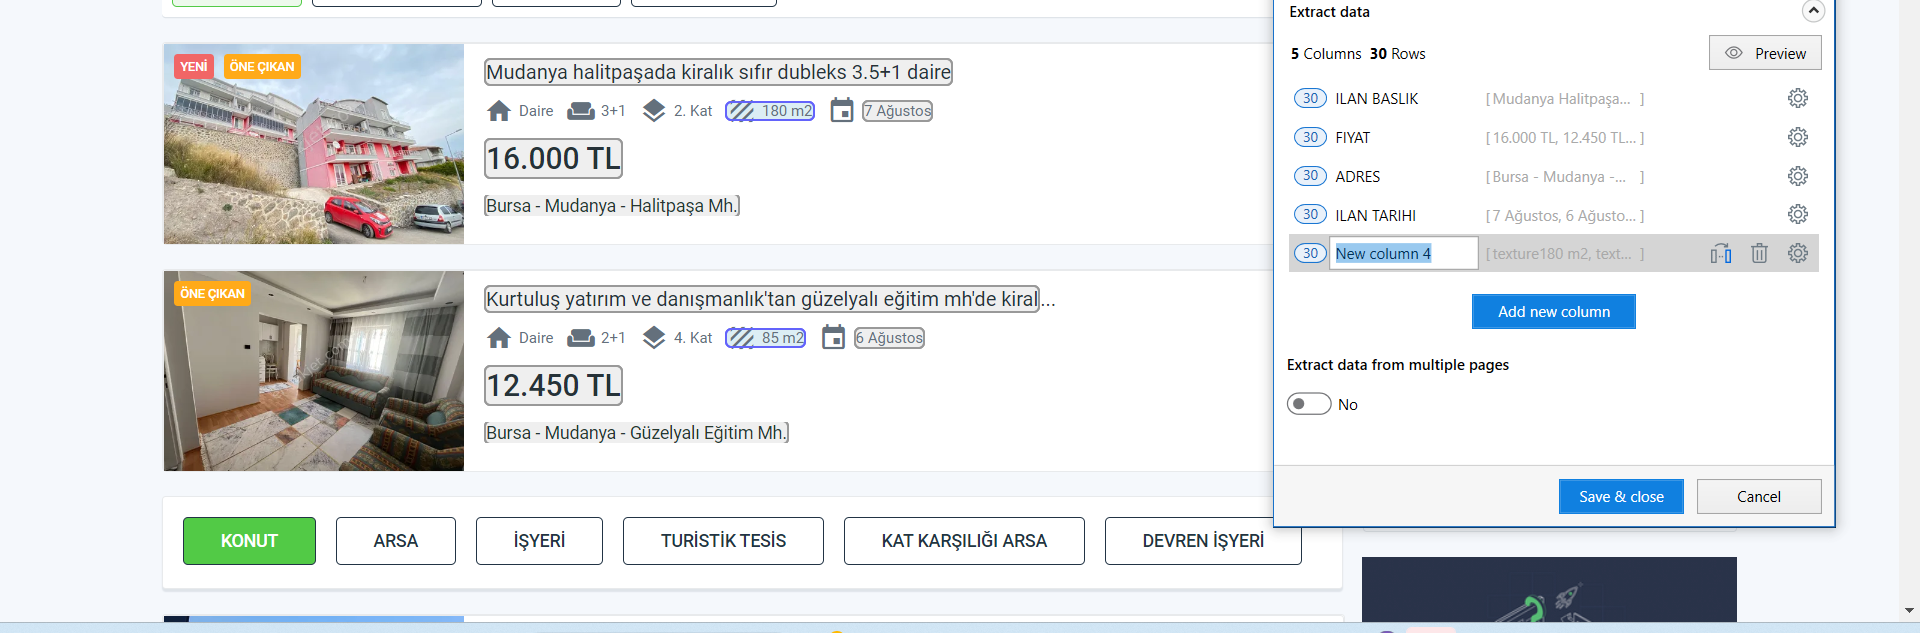 YENİ ÖNE ÇIKAN
Mudanya halitpaşada kiralık sıfır dubleks 3.5+1 daire
Daire 3+1 2. Kat 180 m2 7 Ağustos
16.000 TL
Bursa - Mudanya - Halitpaşa Mh.
ÖNE ÇIKAN
Kurtuluş yatırım ve danışmanlık'tan güzelyalı eğitim mh'de kiral...
Daire 2+1 4. Kat 85 m2 6 Ağustos
12.450 TL
Bursa - Mudanya - Güzelyalı Eğitim Mh.
KONUT ARSA İŞYERİ TURİSTİK TESİS KAT KARŞILIĞI ARSA DEVREN İŞYERİ
Extract data
5 Columns 30 Rows Preview
30 ILAN BASLIK [Mudanya Halitpaşa... ]
30 FIYAT [16.000 TL, 12.450 TL... ]
30 ADRES [Bursa - Mudanya -... ]
30 ILAN TARIHI [7 Ağustos, 6 Ağusto... ]
30 New column 4 [texture180 m2, text... ]
Add new column
Extract data from multiple pages
No
Save & close Cancel